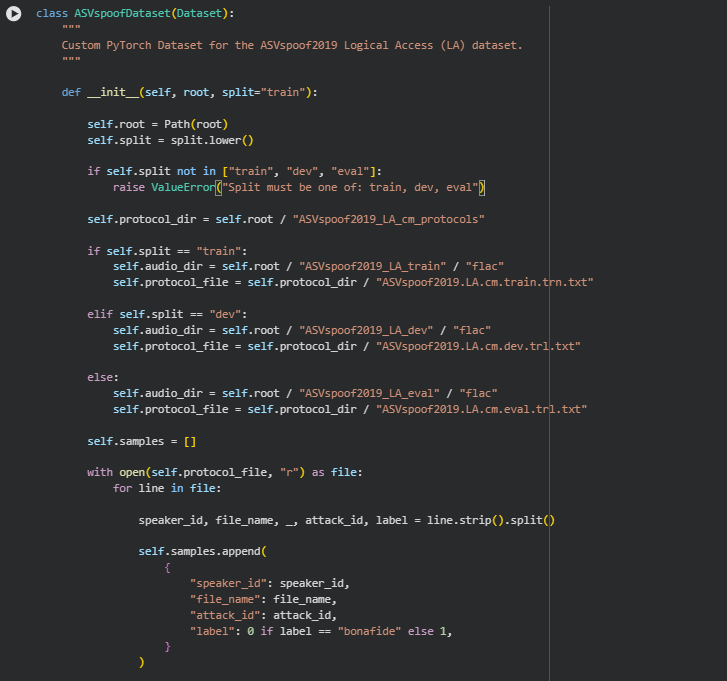 class ASVspoofDataset(Dataset):
"""
Custom PyTorch Dataset for the ASVspoof2019 Logical Access (LA) dataset.
"""
def __init__(self, root, split="train"):
self.root = Path(root)
self.split = split.lower()
if self.split not in ["train", "dev", "eval"]:
raise ValueError("Split must be one of: train, dev, eval")
self.protocol_dir = self.root / "ASVspoof2019_LA_cm_protocols"
if self.split == "train":
self.audio_dir = self.root / "ASVspoof2019_LA_train" / "flac"
self.protocol_file = self.protocol_dir / "ASVspoof2019.LA.cm.train.trn.txt"
elif self.split == "dev":
self.audio_dir = self.root / "ASVspoof2019_LA_dev" / "flac"
self.protocol_file = self.protocol_dir / "ASVspoof2019.LA.cm.dev.trl.txt"
else:
self.audio_dir = self.root / "ASVspoof2019_LA_eval" / "flac"
self.protocol_file = self.protocol_dir / "ASVspoof2019.LA.cm.eval.trl.txt"
self.samples = []
with open(self.protocol_file, "r") as file:
for line in file:
speaker_id, file_name, _, attack_id, label = line.strip().split()
self.samples.append(
{
"speaker_id": speaker_id,
"file_name": file_name,
"attack_id": attack_id,
"label": 0 if label == "bonafide" else 1,
}
)